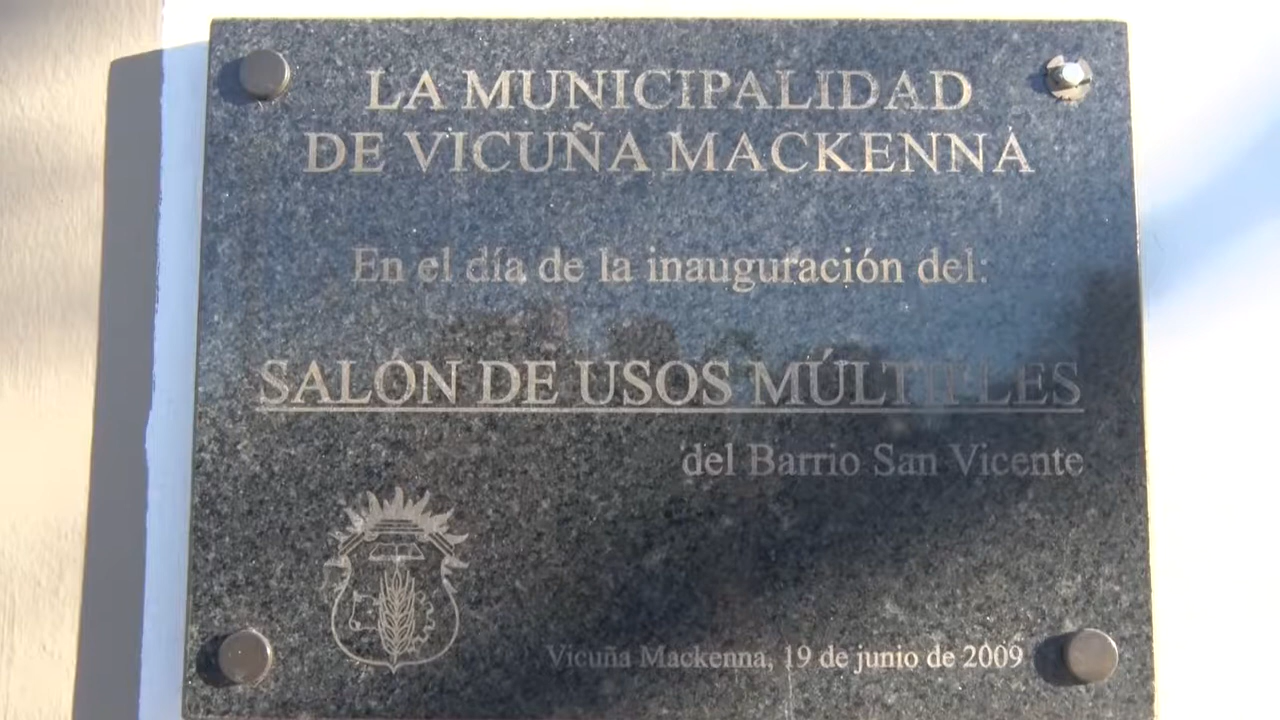 LA MUNICIPALIDAD
DE VICUÑA MACKENNA
En el día de la inauguración del:
SALÓN DE USOS MÚLTIPLES
del Barrio San Vicente
Vicuña Mackenna, 19 de junio de 2009